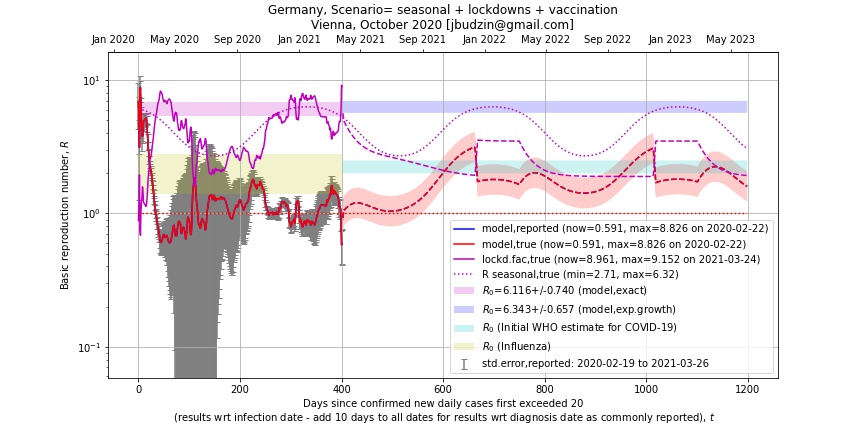 Germany, Scenario= seasonal + lockdowns + vaccination
Vienna, October 2020 [jbudzin@gmail.com]
Jan 2020 May 2020 Sep 2020 Jan 2021 May 2021 Sep 2021 Jan 2022 May 2022 Sep 2022 Jan 2023 May 2023
Basic reproduction number, R
10¹
10⁰
10⁻¹
model,reported (now=0.591, max=8.826 on 2020-02-22)
model,true (now=0.591, max=8.826 on 2020-02-22)
lockd.fac,true (now=8.961, max=9.152 on 2021-03-24)
R seasonal,true (min=2.71, max=6.32)
R₀=6.116+/-0.740 (model,exact)
R₀=6.343+/-0.657 (model,exp.growth)
R₀ (Initial WHO estimate for COVID-19)
R₀ (Influenza)
std.error,reported: 2020-02-19 to 2021-03-26
0 200 400 600 800 1000 1200
Days since confirmed new daily cases first exceeded 20
(results wrt infection date - add 10 days to all dates for results wrt diagnosis date as commonly reported), t